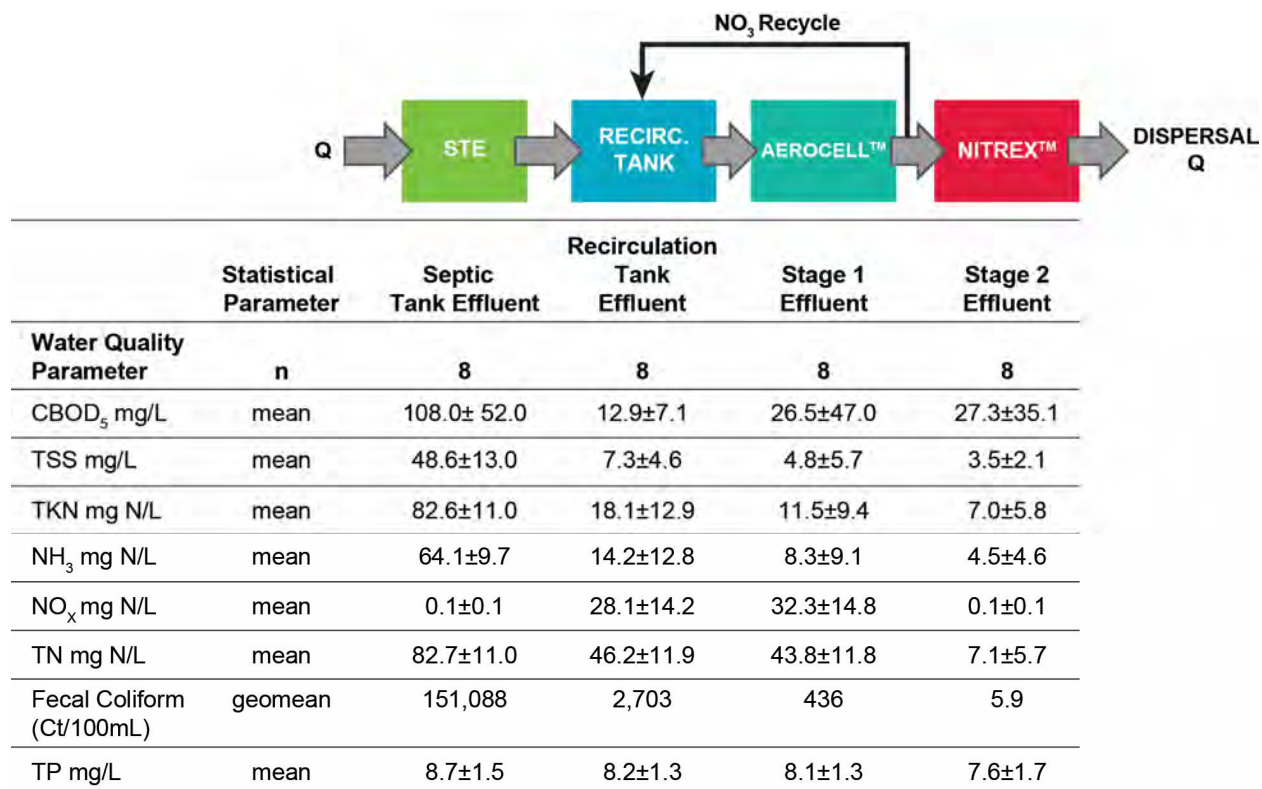 NO3 Recycle
Q
STE
RECIRC.
TANK
AEROCELL™
NITREX™
DISPERSAL
Q
Statistical
Parameter
Septic
Tank Effluent
Recirculation
Tank
Effluent
Stage 1
Effluent
Stage 2
Effluent
Water Quality
Parameter n 8 8 8 8
CBOD5 mg/L mean 108.0± 52.0 12.9±7.1 26.5±47.0 27.3±35.1
TSS mg/L mean 48.6±13.0 7.3±4.6 4.8±5.7 3.5±2.1
TKN mg N/L mean 82.6±11.0 18.1±12.9 11.5±9.4 7.0±5.8
NH3 mg N/L mean 64.1±9.7 14.2±12.8 8.3±9.1 4.5±4.6
NOX mg N/L mean 0.1±0.1 28.1±14.2 32.3±14.8 0.1±0.1
TN mg N/L mean 82.7±11.0 46.2±11.9 43.8±11.8 7.1±5.7
Fecal Coliform geomean 151,088 2,703 436 5.9
(Ct/100mL)
TP mg/L mean 8.7±1.5 8.2±1.3 8.1±1.3 7.6±1.7